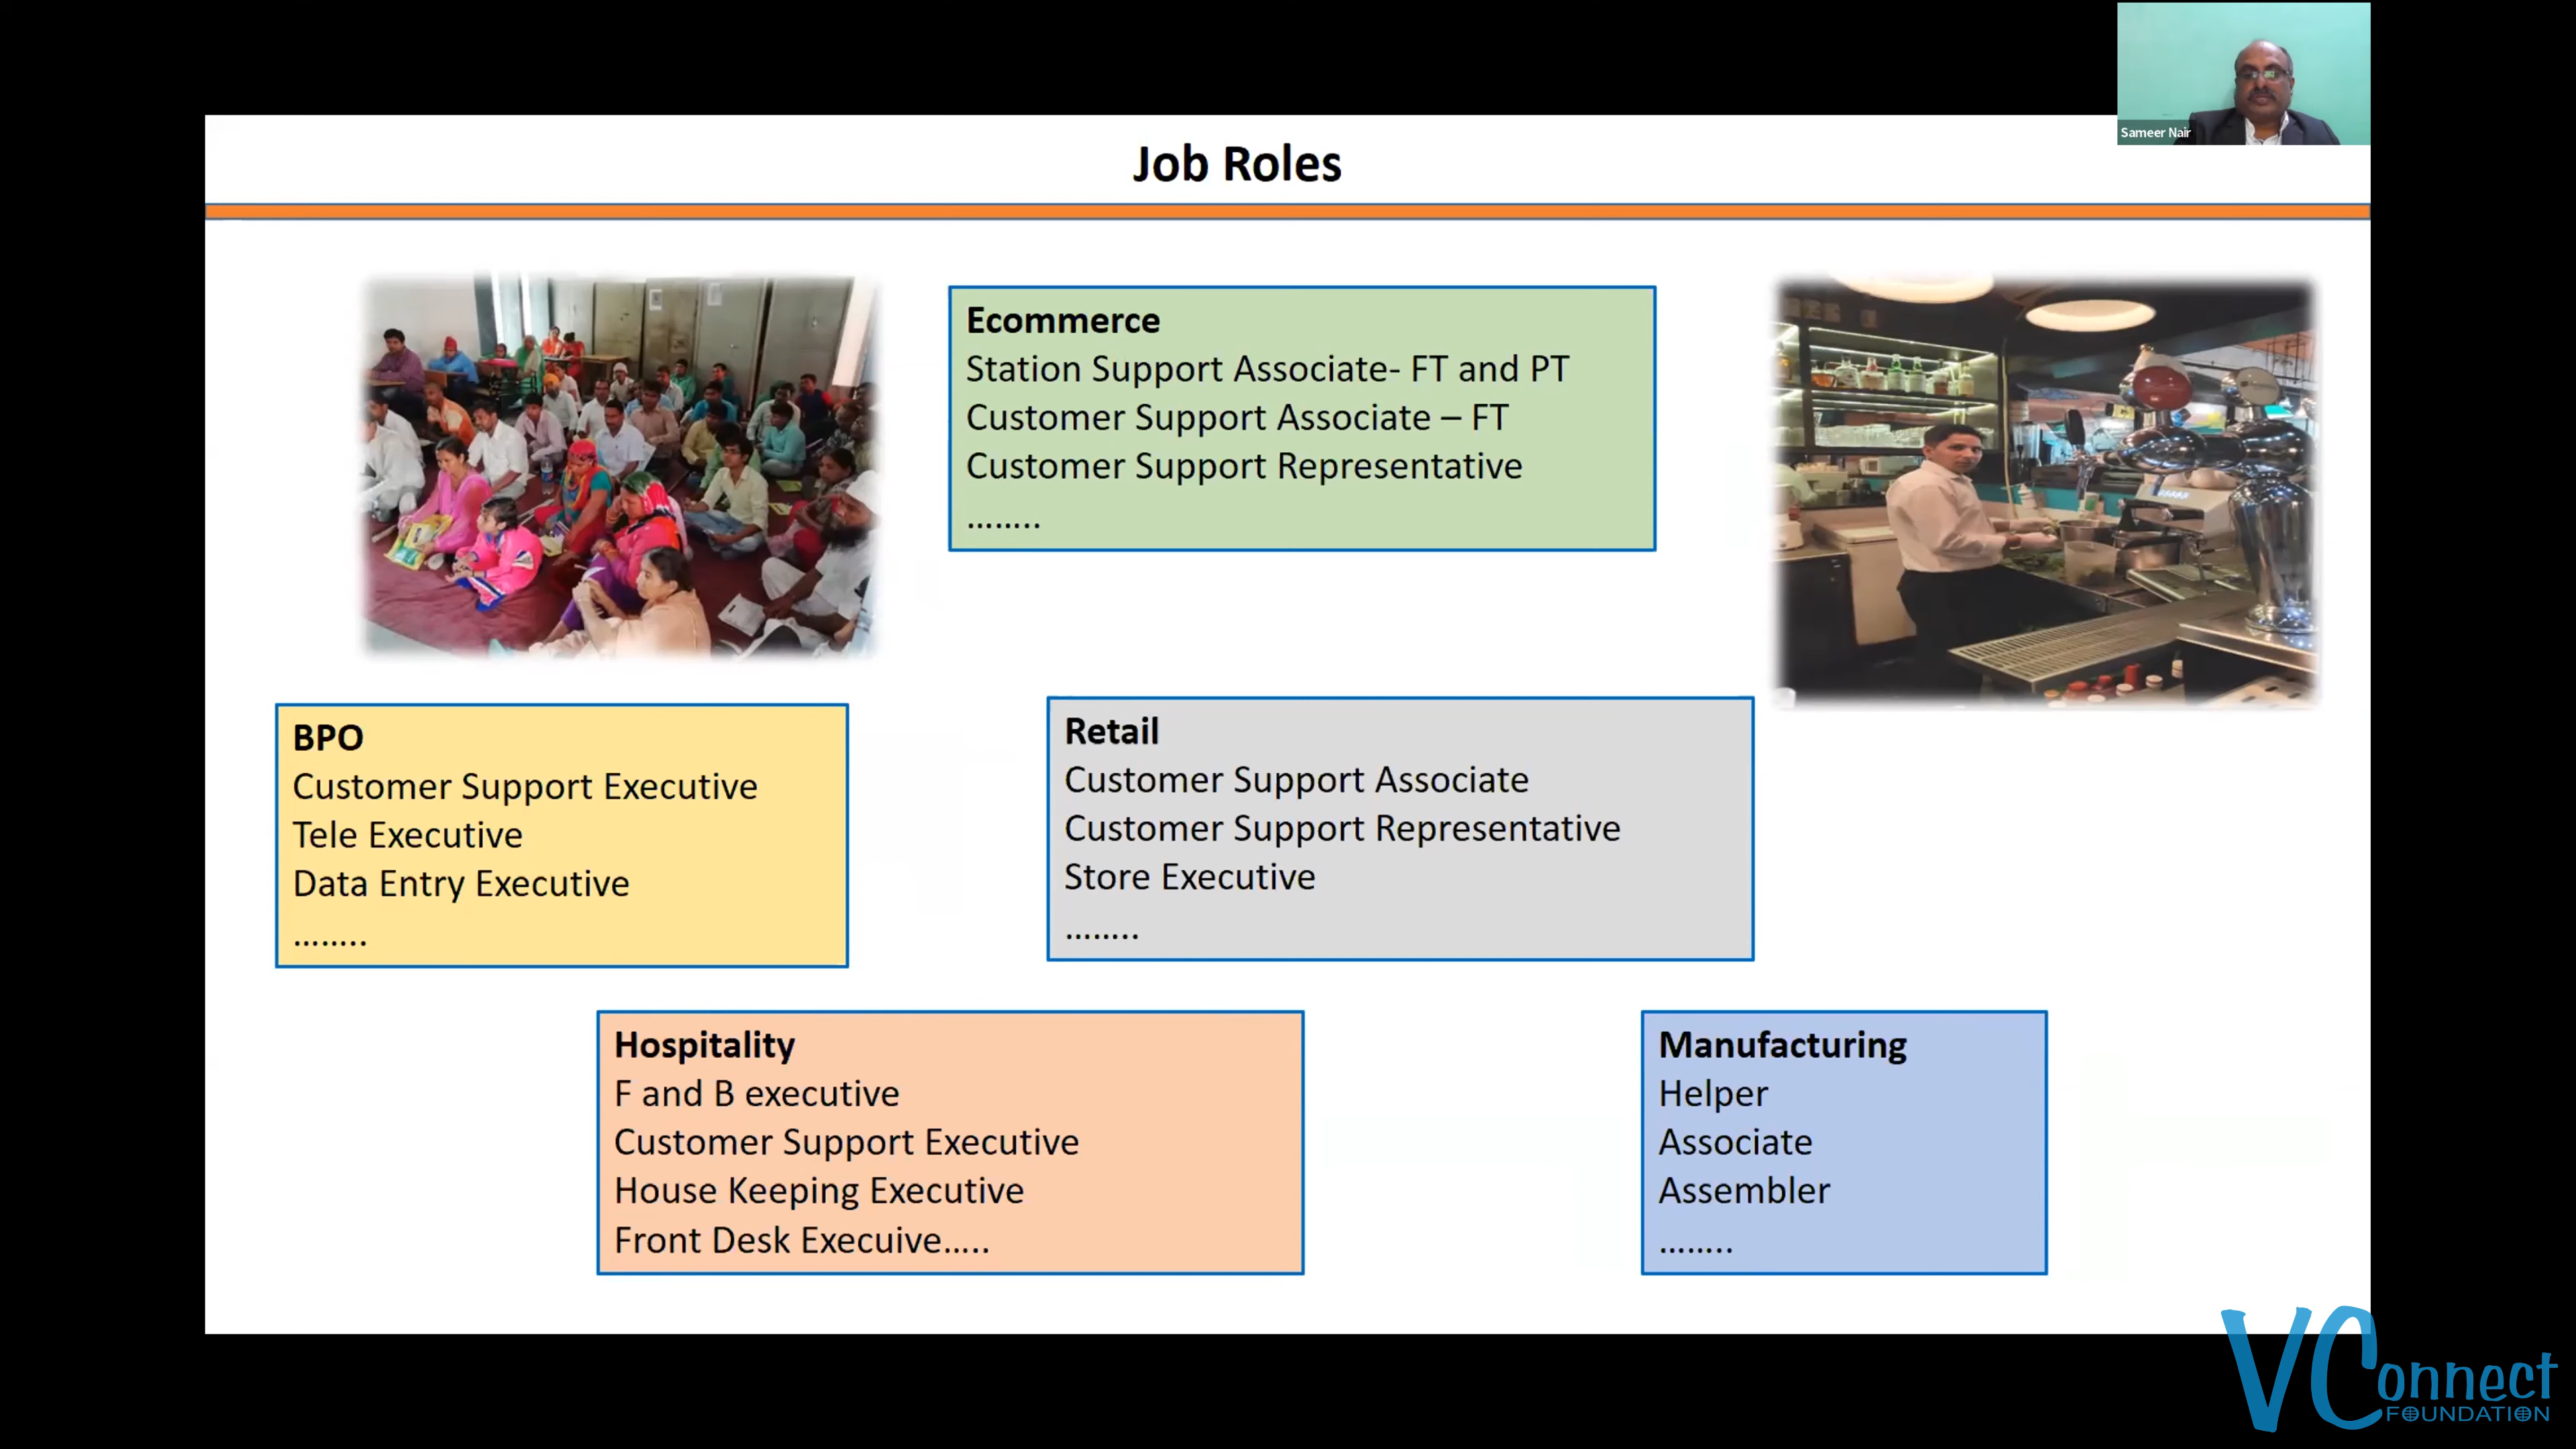 Sameer Nair
Job Roles
Ecommerce
Station Support Associate- FT and PT
Customer Support Associate – FT
Customer Support Representative
........
BPO
Customer Support Executive
Tele Executive
Data Entry Executive
........
Retail
Customer Support Associate
Customer Support Representative
Store Executive
........
Hospitality
F and B executive
Customer Support Executive
House Keeping Executive
Front Desk Execuive.....
Manufacturing
Helper
Associate
Assembler
........
VConnect
FOUNDATION